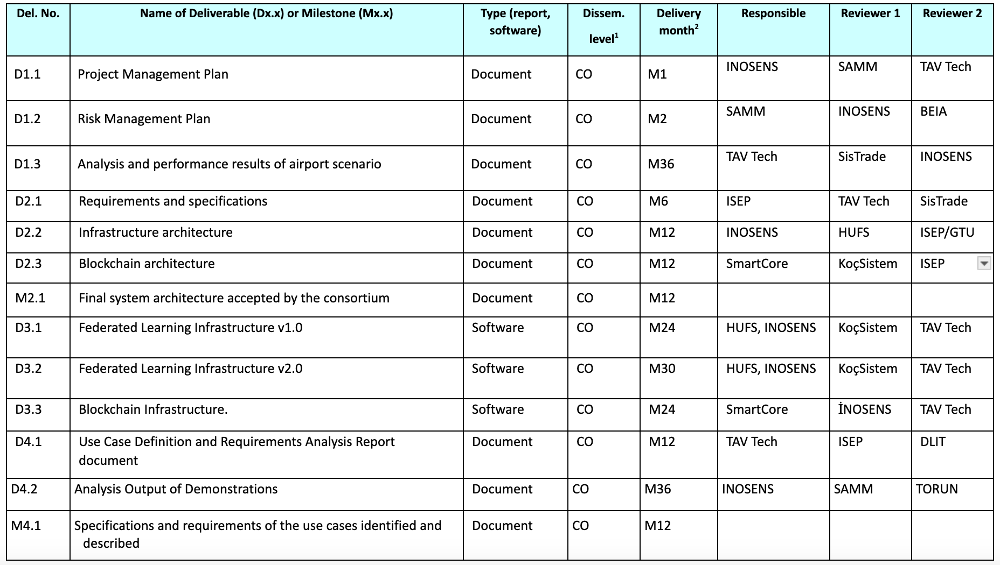 Del. No. Name of Deliverable (Dx.x) or Milestone (Mx.x) Type (report, software) Dissem. level1 Delivery month2 Responsible Reviewer 1 Reviewer 2
D1.1 Project Management Plan Document CO M1 INOSENS SAMM TAV Tech
D1.2 Risk Management Plan Document CO M2 SAMM INOSENS BEIA
D1.3 Analysis and performance results of airport scenario Document CO M36 TAV Tech SisTrade INOSENS
D2.1 Requirements and specifications Document CO M6 ISEP TAV Tech SisTrade
D2.2 Infrastructure architecture Document CO M12 INOSENS HUFS ISEP/GTU
D2.3 Blockchain architecture Document CO M12 SmartCore KoçSistem ISEP
M2.1 Final system architecture accepted by the consortium Document CO M12
D3.1 Federated Learning Infrastructure v1.0 Software CO M24 HUFS, INOSENS KoçSistem TAV Tech
D3.2 Federated Learning Infrastructure v2.0 Software CO M30 HUFS, INOSENS KoçSistem TAV Tech
D3.3 Blockchain Infrastructure. Software CO M24 SmartCore İNOSENS TAV Tech
D4.1 Use Case Definition and Requirements Analysis Report Document CO M12 TAV Tech ISEP DLIT
document
D4.2 Analysis Output of Demonstrations Document CO M36 INOSENS SAMM TORUN
M4.1 Specifications and requirements of the use cases identified and Document CO M12
described